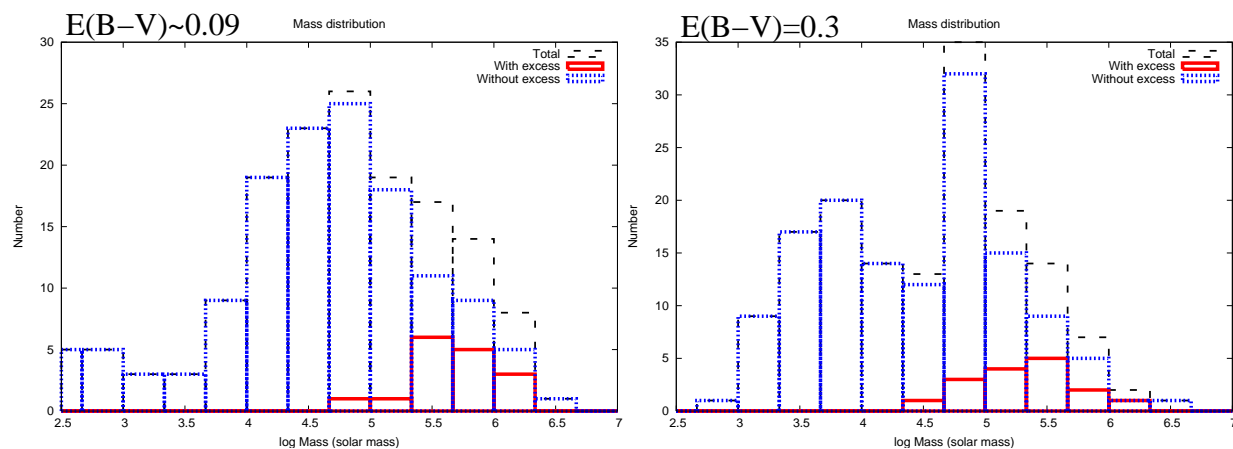 E(B−V)~0.09
Mass distribution
30
25
20
15
10
5
0
Number
Total
With excess
Without excess
2.5 3 3.5 4 4.5 5 5.5 6 6.5 7
log Mass (solar mass)
E(B−V)=0.3
Mass distribution
35
30
25
20
15
10
5
0
Number
Total
With excess
Without excess
2.5 3 3.5 4 4.5 5 5.5 6 6.5 7
log Mass (solar mass)